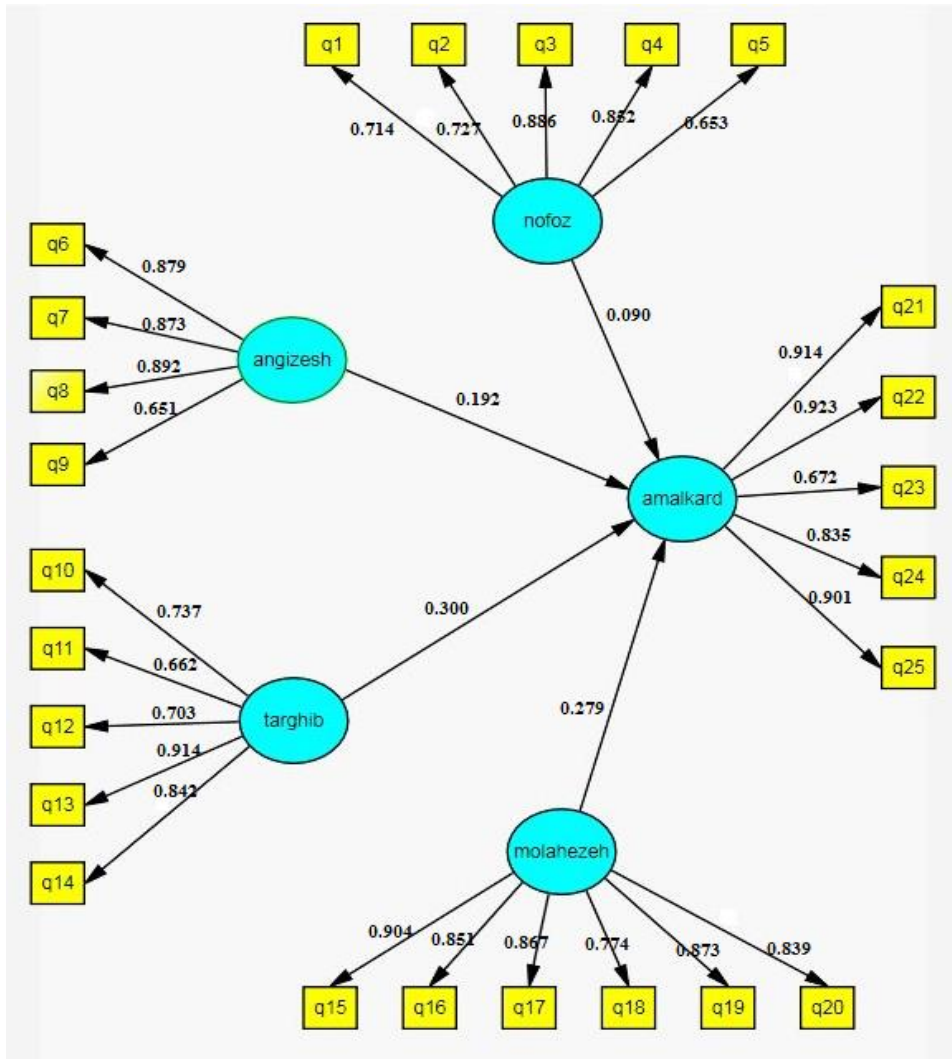 q1 q2 q3 q4 q5
0.714 0.727 0.886 0.852 0.653
nofoz
0.090
q6
q7
q8
q9
0.879
0.873
0.892
0.651
angizesh
0.192
q10
q11
q12
q13
q14
0.737
0.662
0.703
0.914
0.842
targhib
0.300
amalkard
0.914
0.923
0.672
0.835
0.901
q21
q22
q23
q24
q25
0.279
molahezeh
0.904 0.851 0.867 0.774 0.873 0.839
q15 q16 q17 q18 q19 q20